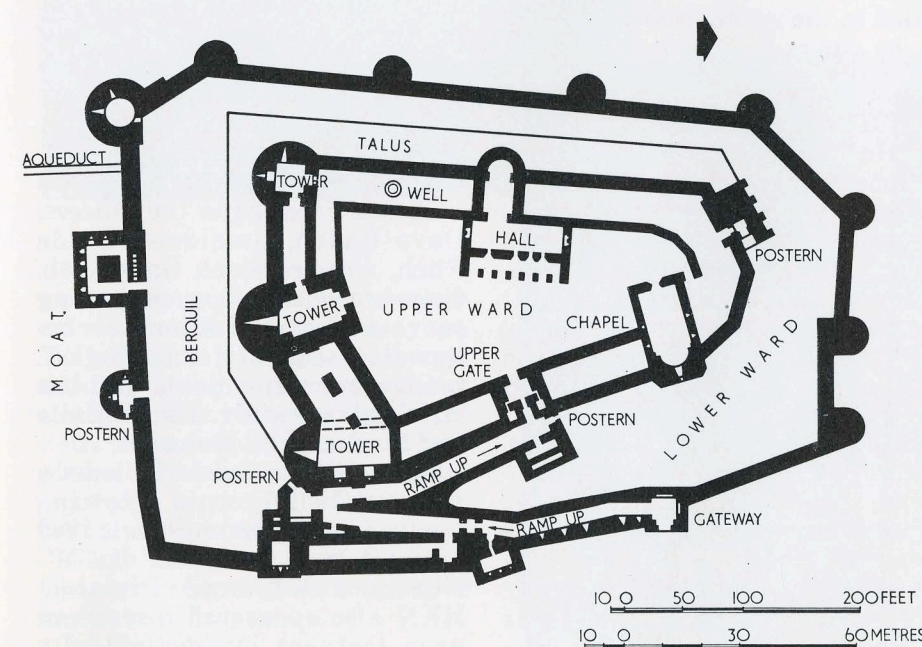 TALUS
AQUEDUCT
TOWER
WELL
HALL
POSTERN
TOWER
UPPER WARD
CHAPEL
MOAT
BERQUIL
UPPER
GATE
LOWER WARD
POSTERN
POSTERN
TOWER
POSTERN
RAMP UP
RAMP UP
GATEWAY
10 0 50 100 200 FEET
10 0 30 60 METRES